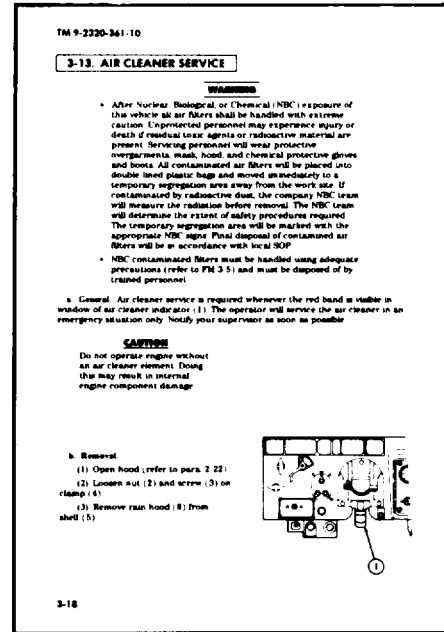 TM 9-2320-361-10
3-13. AIR CLEANER SERVICE
WARNING
• After Nuclear, Biological, or Chemical (NBC) exposure of
this vehicle all air filters shall be handled with extreme
caution. Unprotected personnel may experience injury or
death if residual toxic agents or radioactive material are
present. Servicing personnel will wear protective
overgarments, mask, hood, and chemical protective gloves
and boots. All contaminated air filters will be placed into
double-lined plastic bags and moved immediately to a
temporary segregation area away from the work site. If
contaminated by radioactive dust, the company NBC team
will measure the radiation before removal. The NBC team
will determine the extent of safety procedures required.
The temporary segregation area will be marked with the
appropriate NBC signs. Final disposal of contaminated air
filters will be in accordance with local SOP.
• NBC contaminated filters must be handled using adequate
precautions (refer to FM 3-5) and must be disposed of by
trained personnel.
a. General. Air cleaner service is required whenever the red band is visible in
window of air cleaner indicator (1). The operator will service the air cleaner in an
emergency situation only. Notify your supervisor as soon as possible.
CAUTION
Do not operate engine without
an air cleaner element. Doing
this may result in internal
engine component damage.
b. Removal.
(1) Open hood (refer to para. 2-22).
(2) Loosen nut (2) and screw (3) on
clamp (4).
(3) Remove rain hood (8) from
shell (5).
1
3-18